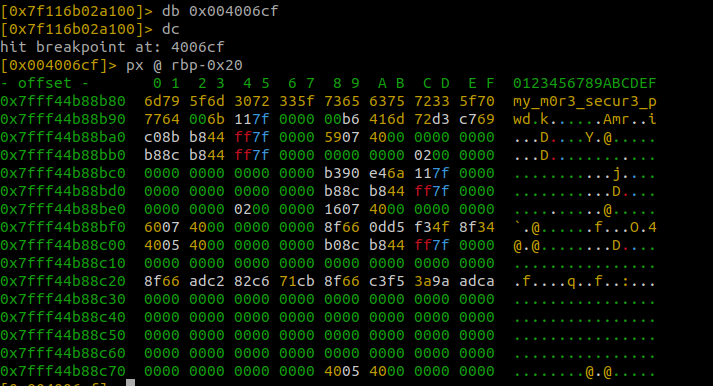 [0x7f116b02a100]> db 0x004006cf
[0x7f116b02a100]> dc
hit breakpoint at: 4006cf
[0x004006cf]> px @ rbp-0x20
- offset -       0 1  2 3  4 5  6 7  8 9  A B  C D  E F  0123456789ABCDEF
0x7fff44b88b80  6d79 5f6d 3072 335f 7365 6375 7233 5f70  my_m0r3_secur3_p
0x7fff44b88b90  7764 006b 117f 0000 00b6 416d 72d3 c769  wd.k......Amr..i
0x7fff44b88ba0  c08b b844 ff7f 0000 5907 4000 0000 0000  ...D....Y.@.....
0x7fff44b88bb0  b88c b844 ff7f 0000 0000 0000 0200 0000  ...D............
0x7fff44b88bc0  0000 0000 0000 0000 b390 e46a 117f 0000  ...........j....
0x7fff44b88bd0  0000 0000 0000 0000 b88c b844 ff7f 0000  ...........D....
0x7fff44b88be0  0000 0000 0200 0000 1607 4000 0000 0000  ..........@.....
0x7fff44b88bf0  6007 4000 0000 0000 8f66 0dd5 f34f 8f34  `.@......f...O.4
0x7fff44b88c00  4005 4000 0000 0000 b08c b844 ff7f 0000  @.@........D....
0x7fff44b88c10  0000 0000 0000 0000 0000 0000 0000 0000  ................
0x7fff44b88c20  8f66 adc2 82c6 71cb 8f66 c3f5 3a9a adca  .f....q..f..:...
0x7fff44b88c30  0000 0000 0000 0000 0000 0000 0000 0000  ................
0x7fff44b88c40  0000 0000 0000 0000 0000 0000 0000 0000  ................
0x7fff44b88c50  0000 0000 0000 0000 0000 0000 0000 0000  ................
0x7fff44b88c60  0000 0000 0000 0000 0000 0000 0000 0000  ................
0x7fff44b88c70  0000 0000 0000 0000 4005 4000 0000 0000  ........@.@.....